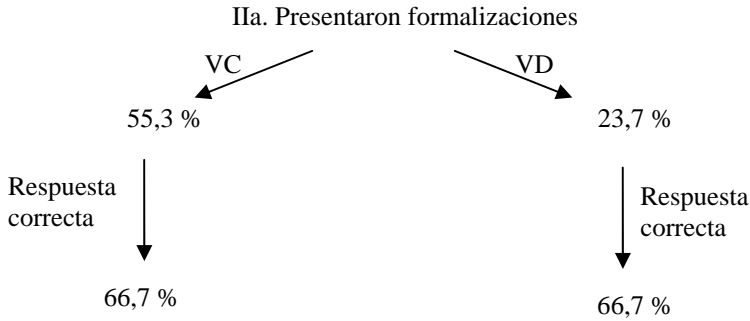 IIa. Presentaron formalizaciones
VC
VD
55,3 %
23,7 %
Respuesta
correcta
Respuesta
correcta
66,7 %
66,7 %